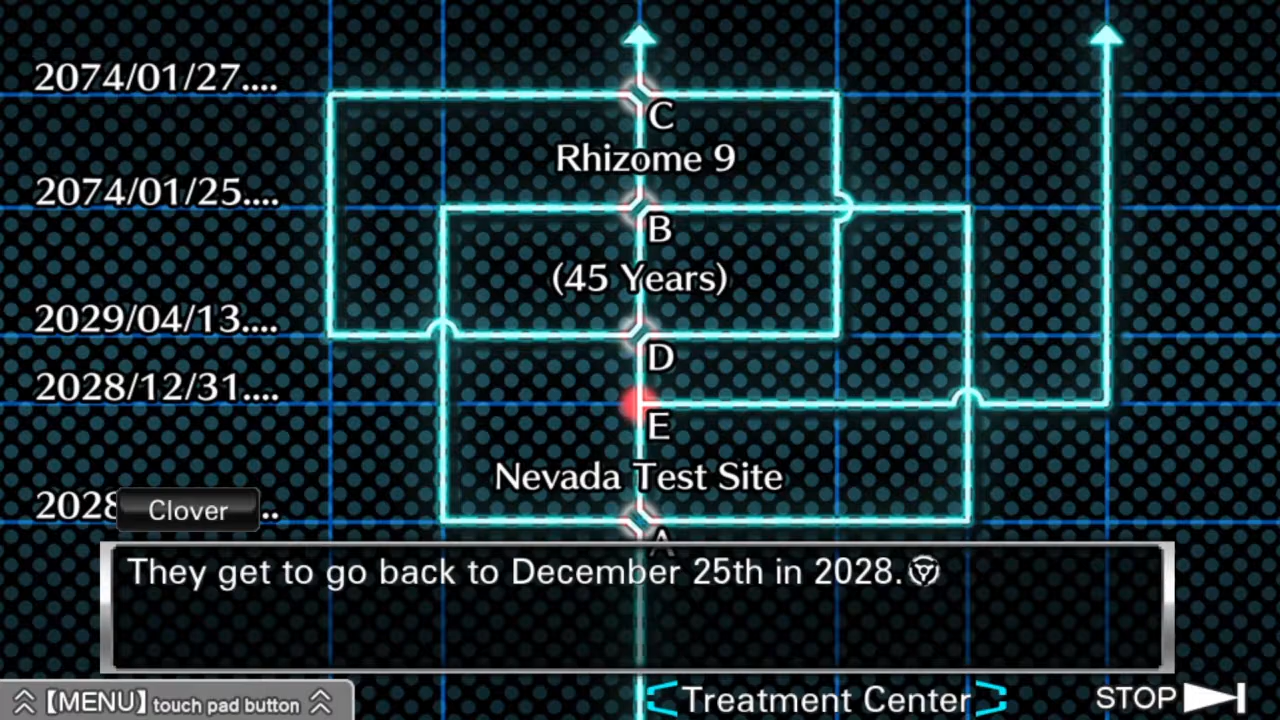 2074/01/27....
C
Rhizome 9
2074/01/25....
B
(45 Years)
2029/04/13....
D
2028/12/31....
E
Nevada Test Site
2028
..
Clover
A
They get to go back to December 25th in 2028.
【MENU】touch pad button
Treatment Center
STOP